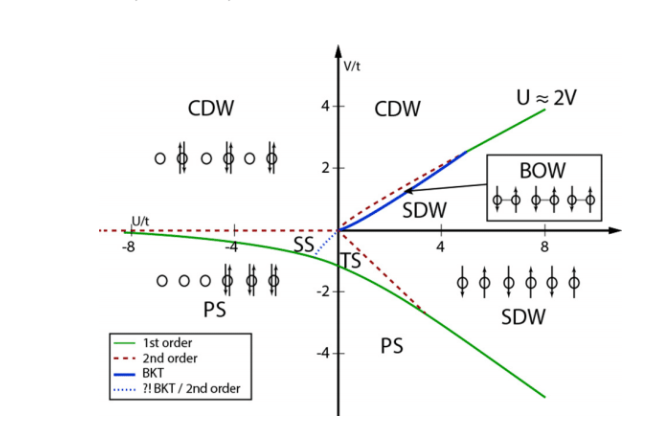 V/t
4
CDW
CDW
U ≈ 2V
2
BOW
SDW
U/t
-8
-4
SS
4
8
TS
-2
PS
SDW
1st order
2nd order
BKT
?! BKT / 2nd order
-4
PS